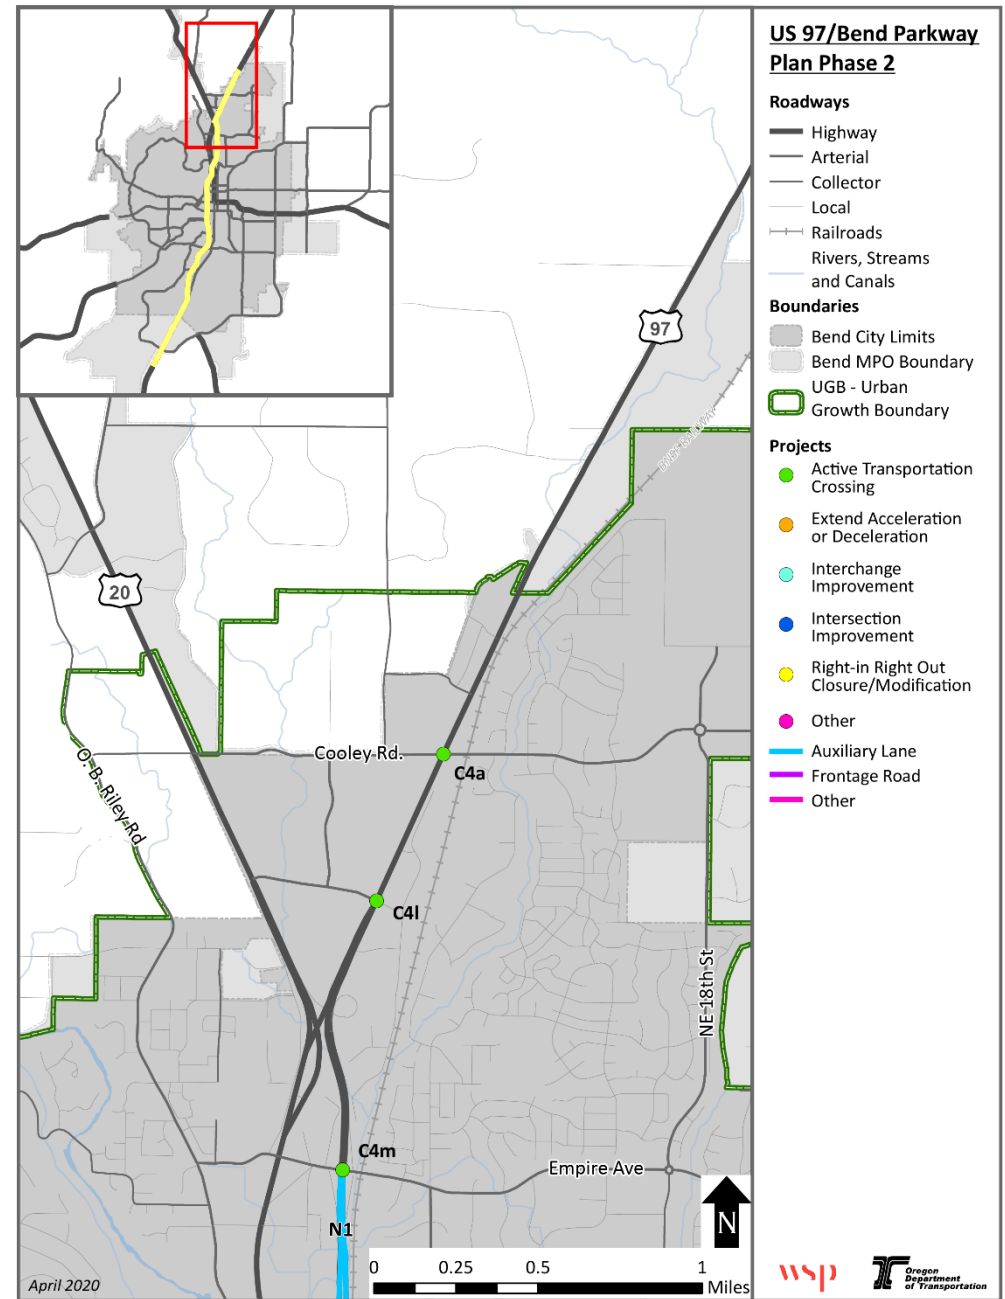 US 97/Bend Parkway
Plan Phase 2
Roadways
Highway
Arterial
Collector
Local
Railroads
Rivers, Streams
and Canals
Boundaries
Bend City Limits
Bend MPO Boundary
UGB - Urban
Growth Boundary
Projects
Active Transportation
Crossing
Extend Acceleration
or Deceleration
Interchange
Improvement
Intersection
Improvement
Right-in Right Out
Closure/Modification
Other
Auxiliary Lane
Frontage Road
Other
97
BNSF RAILWAY
20
Cooley Rd.
C4a
O. B. Riley Rd
C4l
NE 18th St
C4m
Empire Ave
N1
N
0 0.25 0.5 1
Miles
April 2020
wsp
Oregon
Department
of Transportation